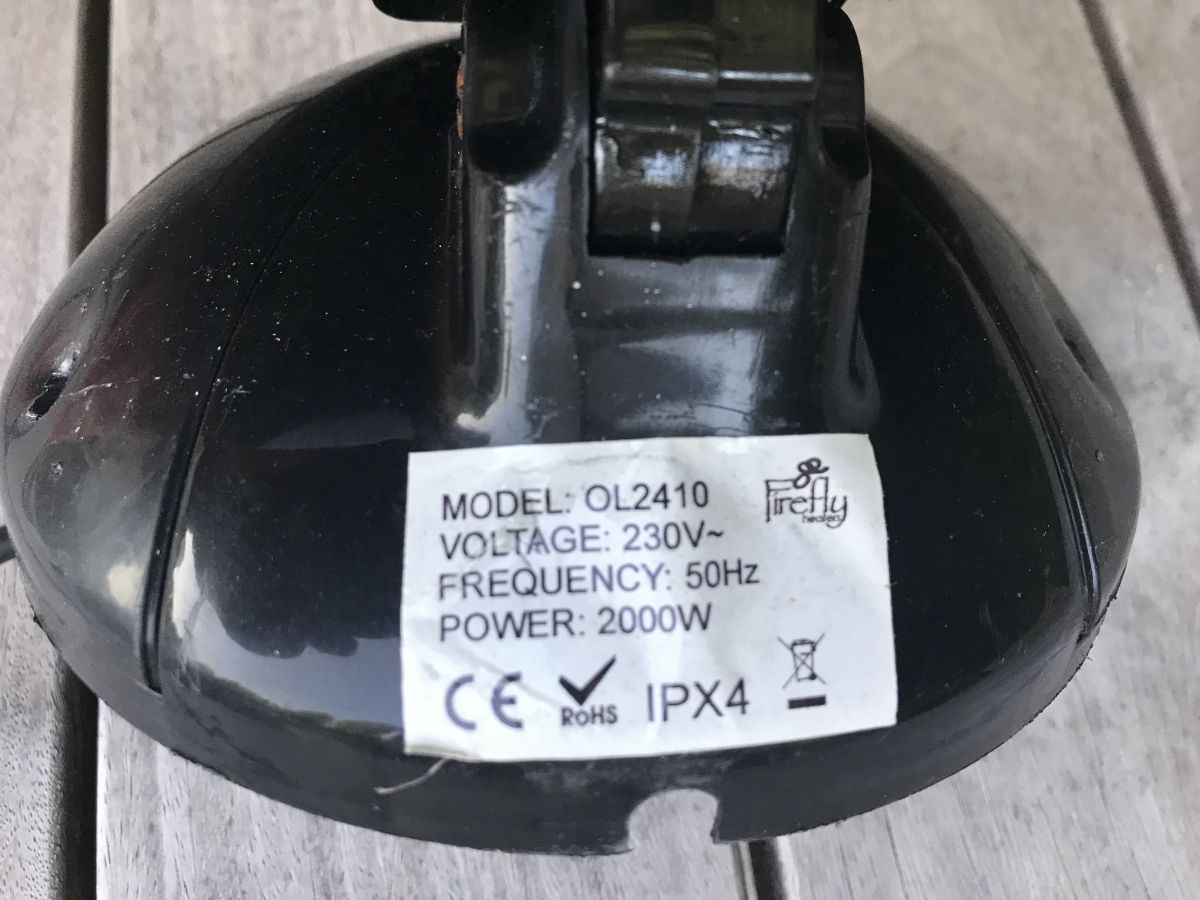 MODEL: OL2410
Firefly
heaters
VOLTAGE: 230V~
FREQUENCY: 50Hz
POWER: 2000W
CE
RoHS
IPX4